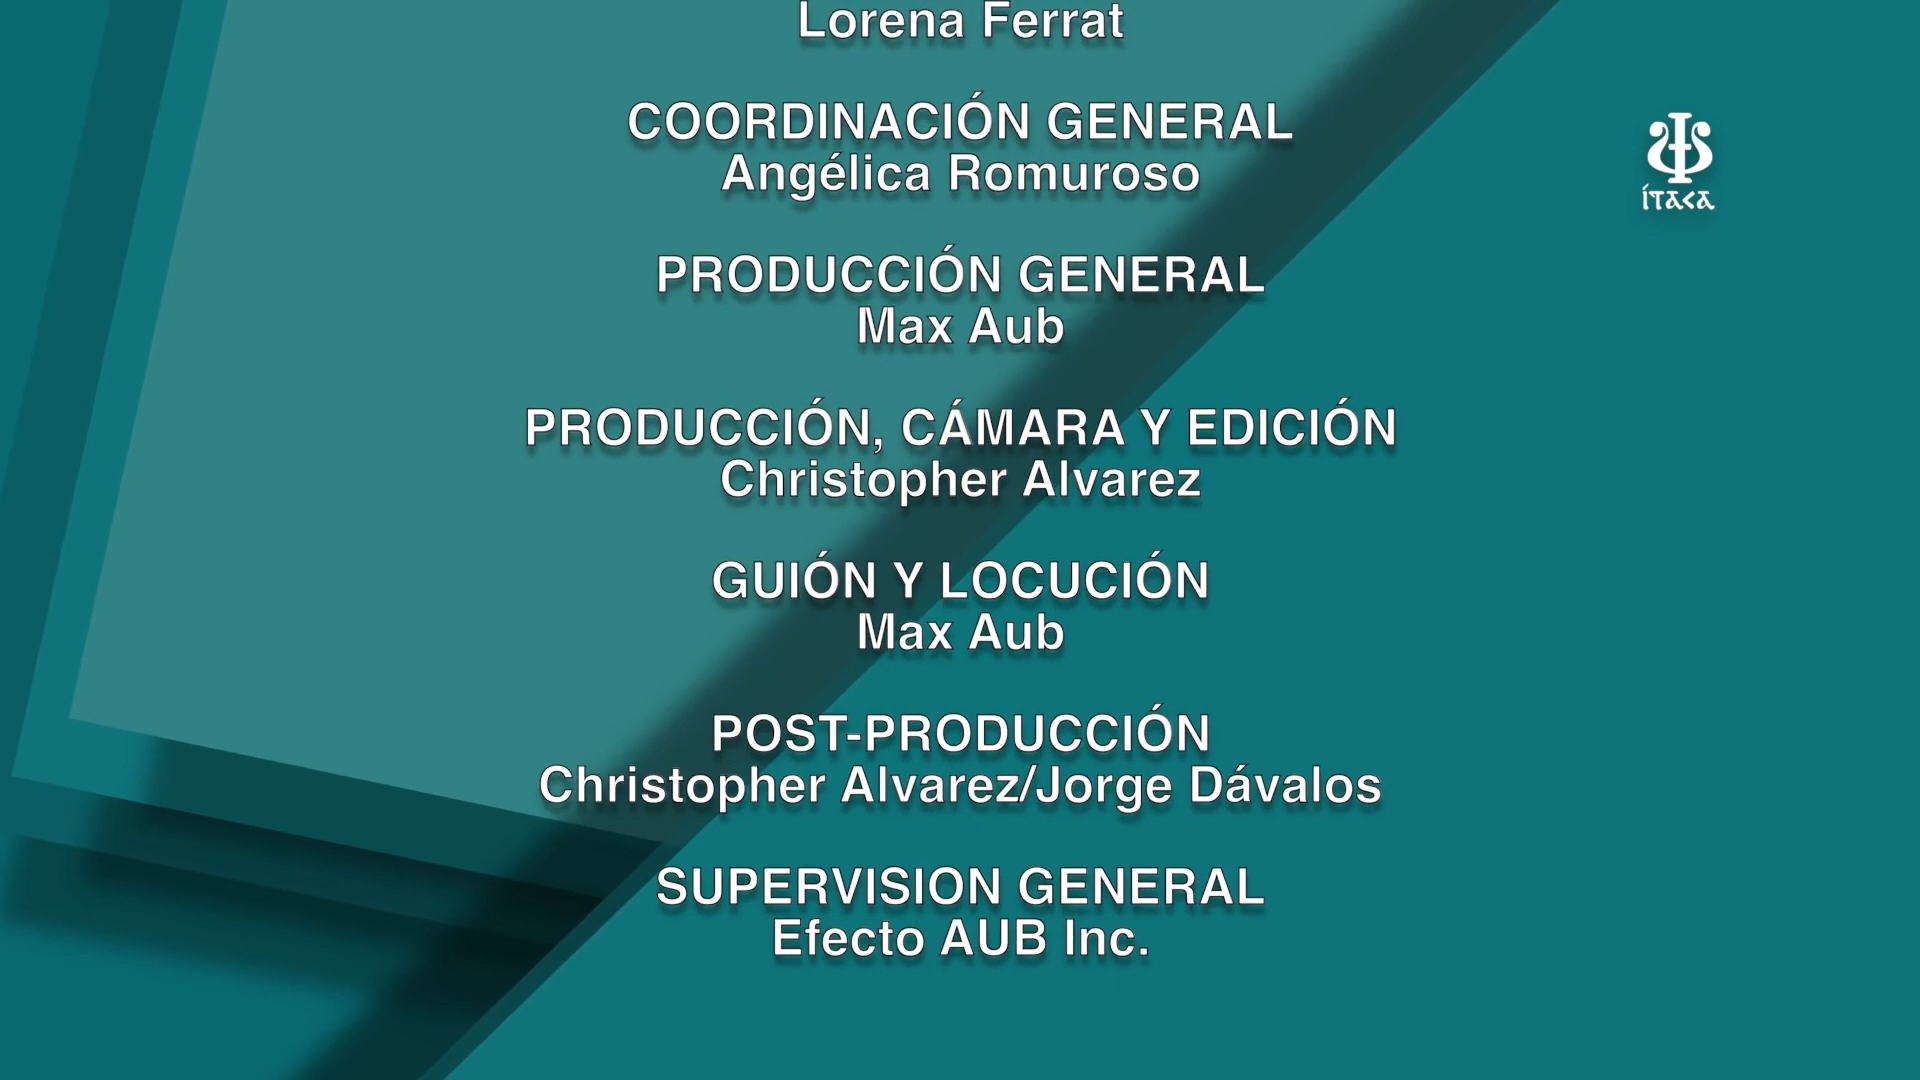 Lorena Ferrat
COORDINACIÓN GENERAL
Angélica Romuroso
PRODUCCIÓN GENERAL
Max Aub
PRODUCCIÓN, CÁMARA Y EDICIÓN
Christopher Alvarez
GUIÓN Y LOCUCIÓN
Max Aub
POST-PRODUCCIÓN
Christopher Alvarez/Jorge Dávalos
SUPERVISION GENERAL
Efecto AUB Inc.
ÍTACA